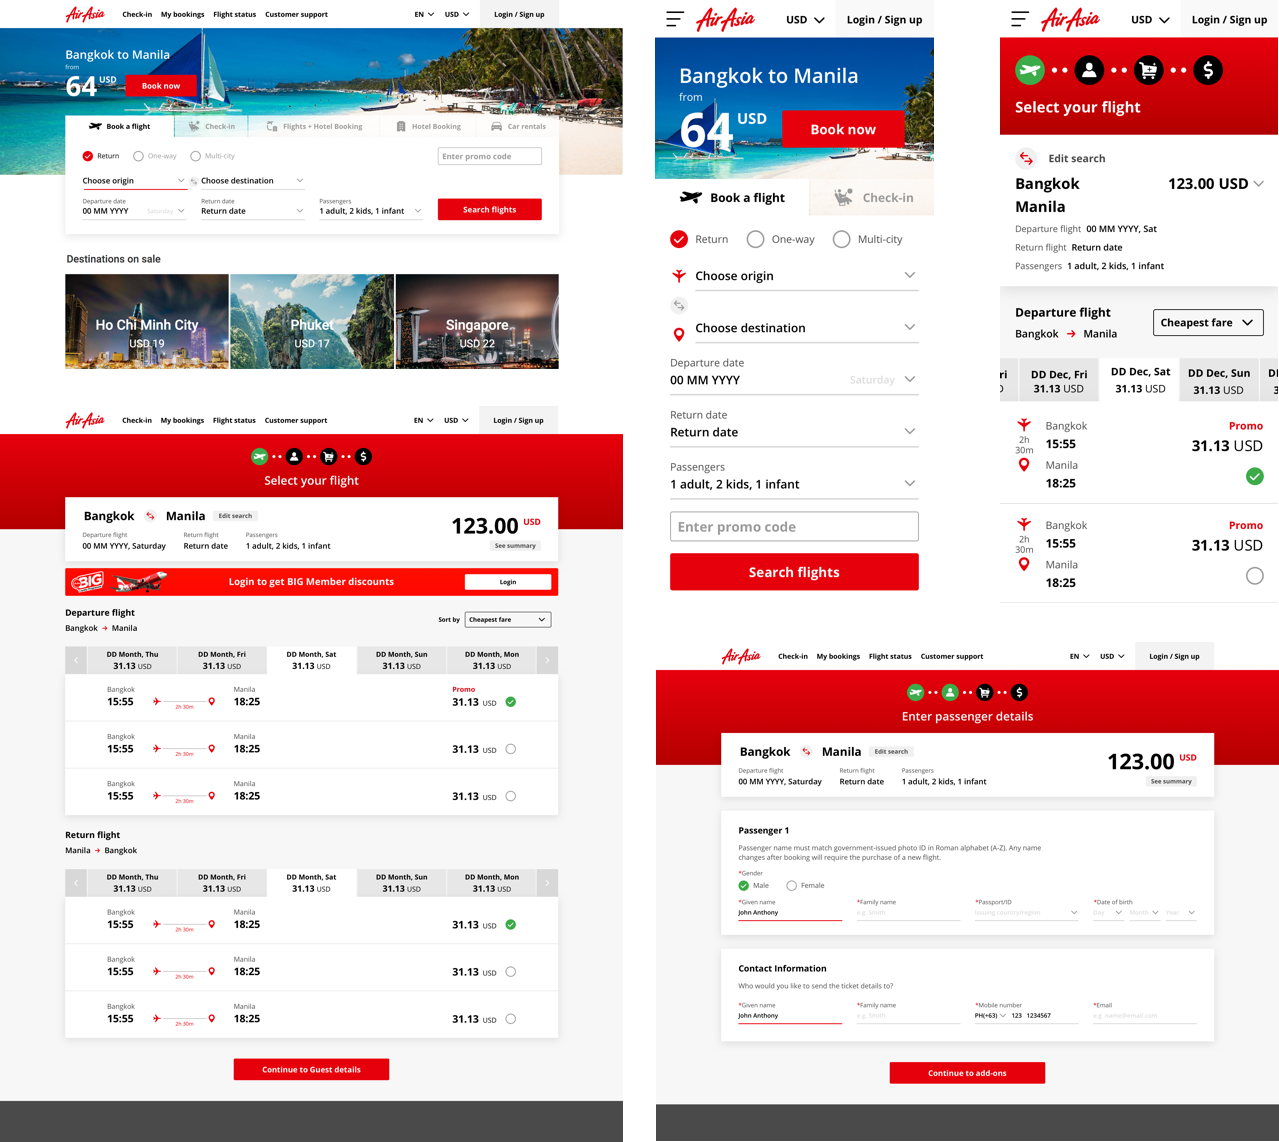 AirAsia Check-in My bookings Flight status Customer support EN USD Login / Sign up
Bangkok to Manila
from
64 USD
Book now
Book a flight Check-in Flights + Hotel Booking Hotel Booking Car rentals
Return One-way Multi-city Enter promo code
Choose origin Choose destination
Departure date Return date Passengers
00 MM YYYY Saturday Return date 1 adult, 2 kids, 1 infant Search flights
Destinations on sale
Ho Chi Minh City Phuket Singapore
USD 19 USD 17 USD 22
AirAsia Check-in My bookings Flight status Customer support EN USD Login / Sign up
Select your flight
Bangkok Manila Edit search 123.00 USD
Departure flight Return flight Passengers
00 MM YYYY, Saturday Return date 1 adult, 2 kids, 1 infant See summary
BIG Login to get BIG Member discounts Login
Departure flight
Bangkok Manila Sort by Cheapest fare
DD Month, Thu DD Month, Fri DD Month, Sat DD Month, Sun DD Month, Mon
31.13 USD 31.13 USD 31.13 USD 31.13 USD 31.13 USD
Bangkok Manila Promo
15:55 2h 30m 18:25 31.13 USD
Bangkok Manila
15:55 2h 30m 18:25 31.13 USD
Bangkok Manila
15:55 2h 30m 18:25 31.13 USD
Return flight
Manila Bangkok
DD Month, Thu DD Month, Fri DD Month, Sat DD Month, Sun DD Month, Mon
31.13 USD 31.13 USD 31.13 USD 31.13 USD 31.13 USD
Bangkok Manila
15:55 2h 30m 18:25 31.13 USD
Bangkok Manila
15:55 2h 30m 18:25 31.13 USD
Bangkok Manila
15:55 2h 30m 18:25 31.13 USD
Continue to Guest details
AirAsia USD Login / Sign up
Bangkok to Manila
from
64 USD
Book now
Book a flight Check-in
Return One-way Multi-city
Choose origin
Choose destination
Departure date
00 MM YYYY Saturday
Return date
Return date
Passengers
1 adult, 2 kids, 1 infant
Enter promo code
Search flights
AirAsia USD Login / Sign up
$
Select your flight
Edit search
Bangkok 123.00 USD
Manila
Departure flight 00 MM YYYY, Sat
Return flight Return date
Passengers 1 adult, 2 kids, 1 infant
Departure flight
Bangkok Manila Cheapest fare
ri DD Dec, Fri DD Dec, Sat DD Dec, Sun
31.13 USD 31.13 USD 31.13 USD
Bangkok Promo
2h 30m 15:55 31.13 USD
Manila
18:25
Bangkok Promo
2h 30m 15:55 31.13 USD
Manila
18:25
AirAsia Check-in My bookings Flight status Customer support EN USD Login / Sign up
$
Enter passenger details
Bangkok Manila Edit search 123.00 USD
Departure flight Return flight Passengers
00 MM YYYY, Saturday Return date 1 adult, 2 kids, 1 infant See summary
Passenger 1
Passenger name must match government-issued photo ID in Roman alphabet (A-Z). Any name
changes after booking will require the purchase of a new flight.
*Gender
Male Female
*Given name *Family name *Passport/ID *Date of birth
John Anthony e.g. Smith Issuing country/region Day Month Year
Contact Information
Who would you like to send the ticket details to?
*Given name *Family name *Mobile number *Email
John Anthony e.g. Smith PH(+63) 123 1234567 e.g. name@email.com
Continue to add-ons